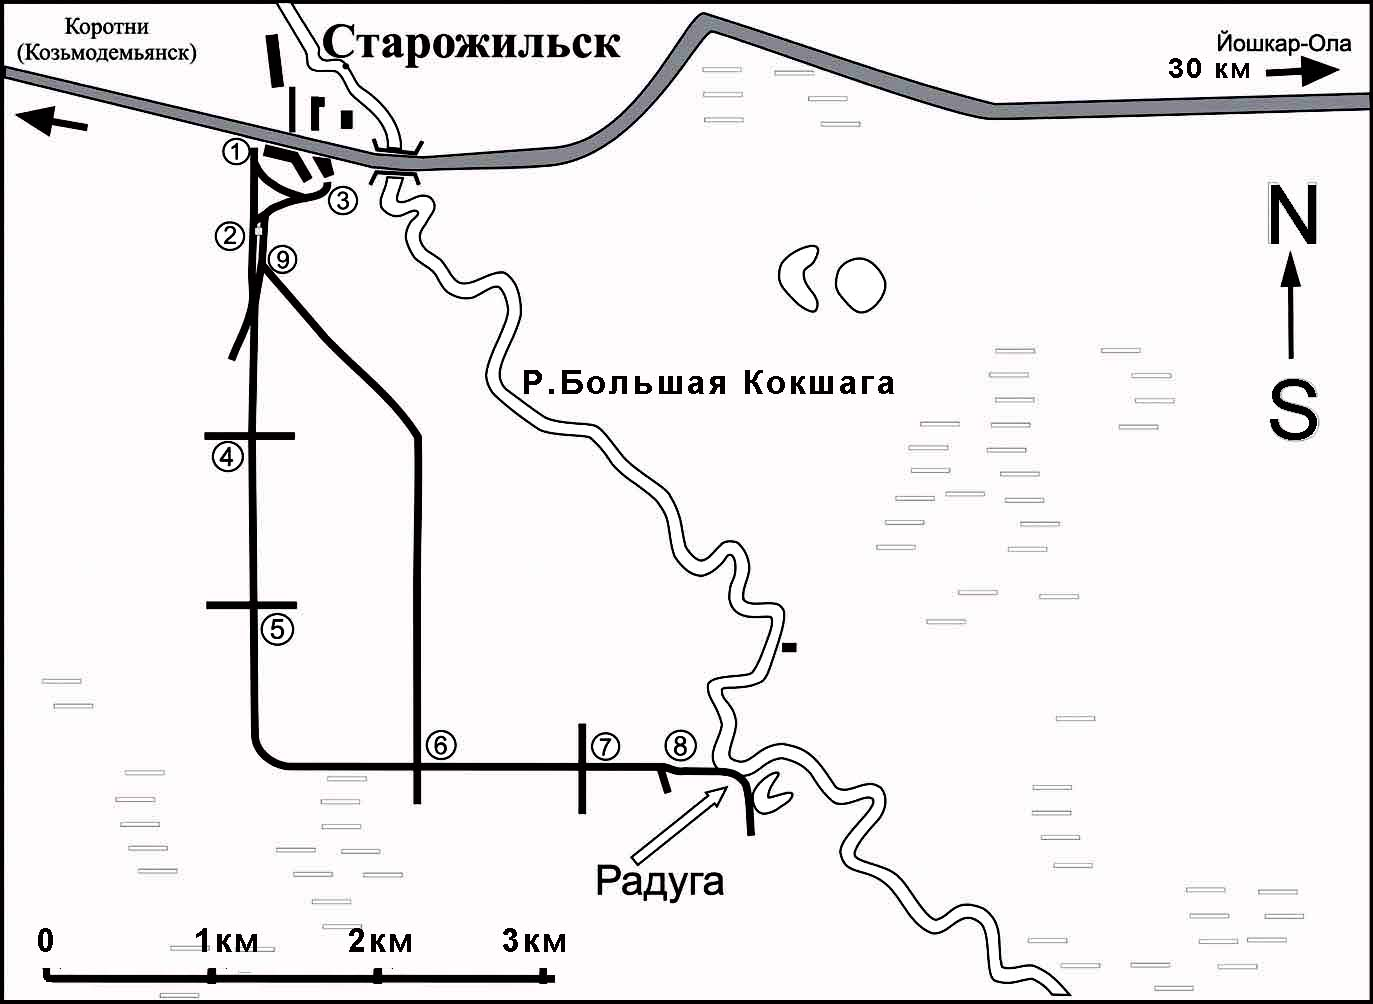 Коротни
(Козьмодемьянск)
Старожильск
Йошкар-Ола
30 км
1
3
2
9
N
S
Р.Большая Кокшага
4
5
6
7
8
Радуга
0 1км 2км 3км